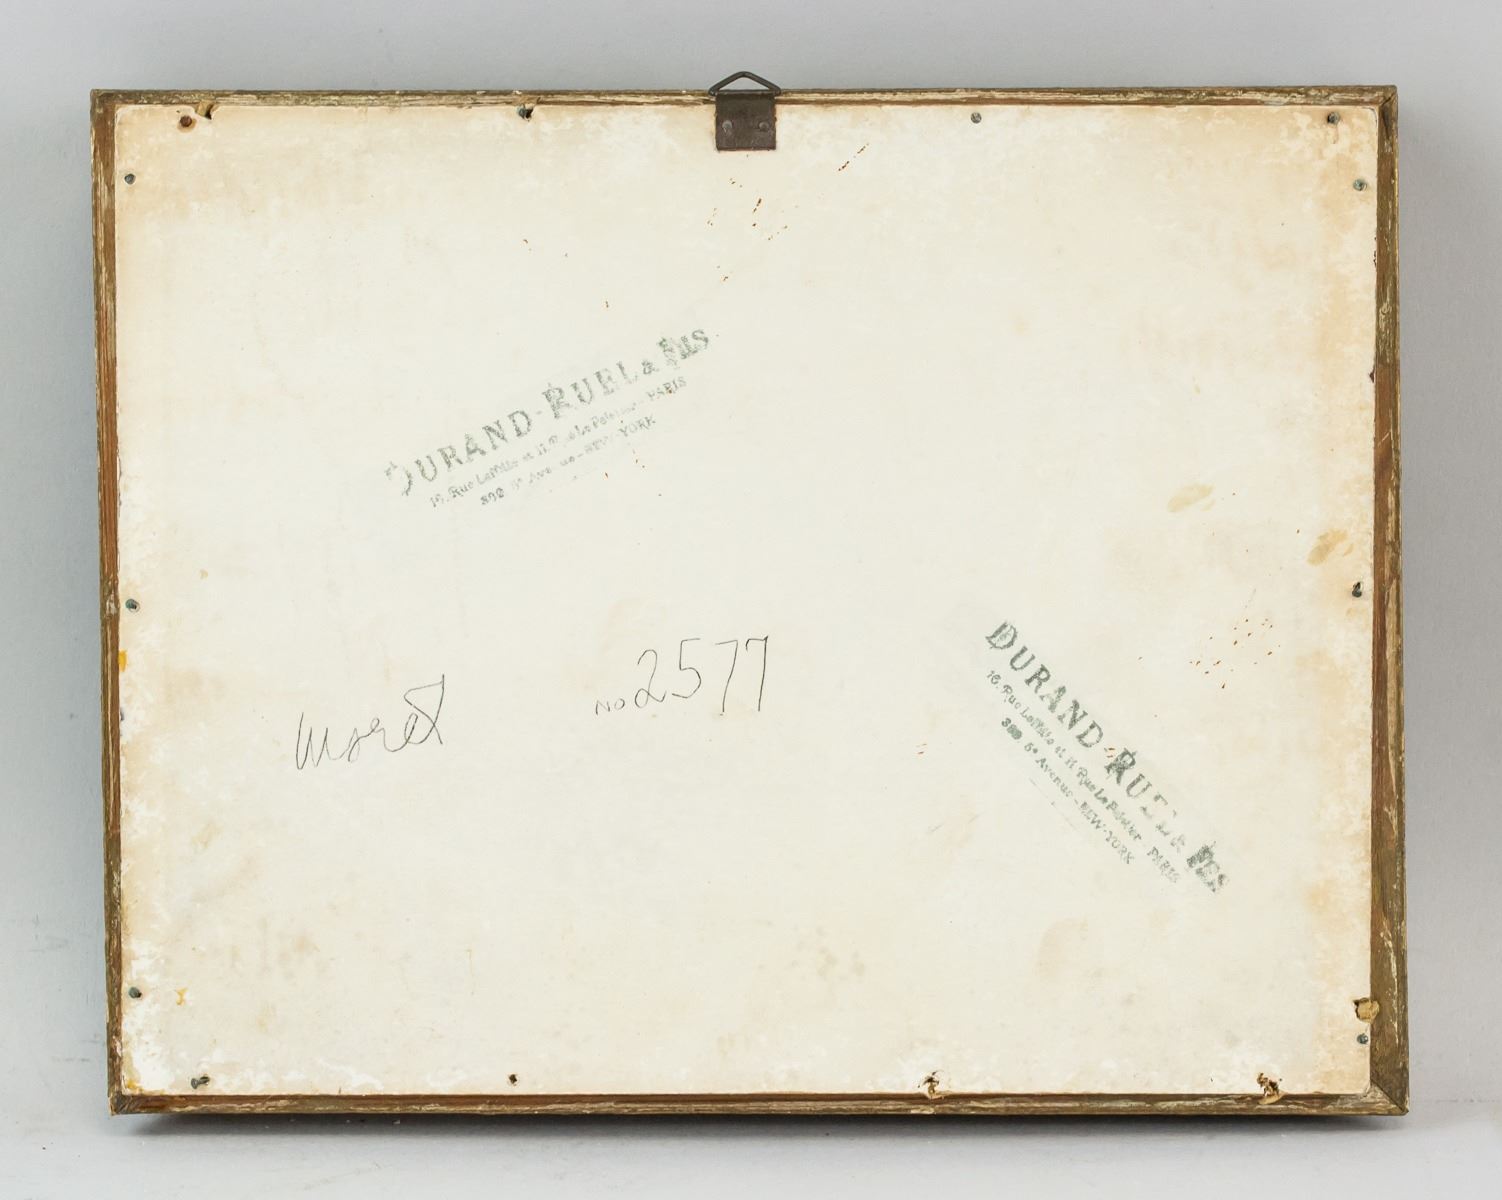 DURAND-RUEL & FILS
16, Rue Laffitte et 11, Rue Le Peletier - PARIS
389 5e Avenue - NEW-YORK
Moret
No 2577
DURAND-RUEL & FILS
16, Rue Laffitte et 11 Rue Le Peletier - PARIS
389 5e Avenue - NEW-YORK